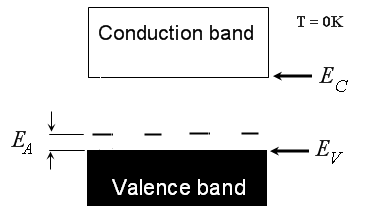 Conduction band
T = 0K
E_C
E_A
E_V
Valence band